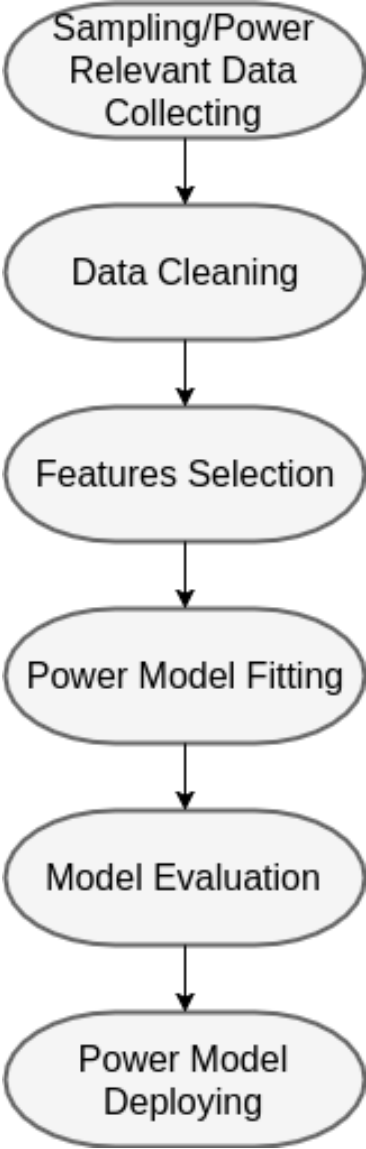 Sampling/Power
Relevant Data
Collecting
Data Cleaning
Features Selection
Power Model Fitting
Model Evaluation
Power Model
Deploying